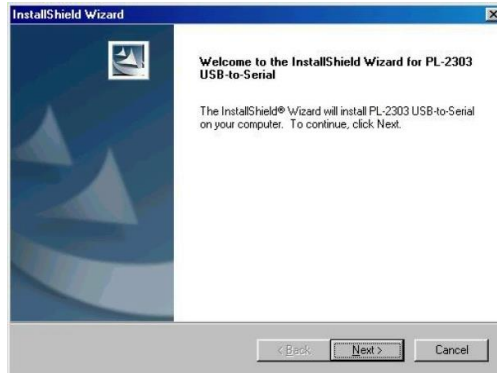 InstallShield Wizard
Welcome to the InstallShield Wizard for PL-2303
USB-to-Serial
The InstallShield® Wizard will install PL-2303 USB-to-Serial
on your computer. To continue, click Next.
< Back
Next >
Cancel